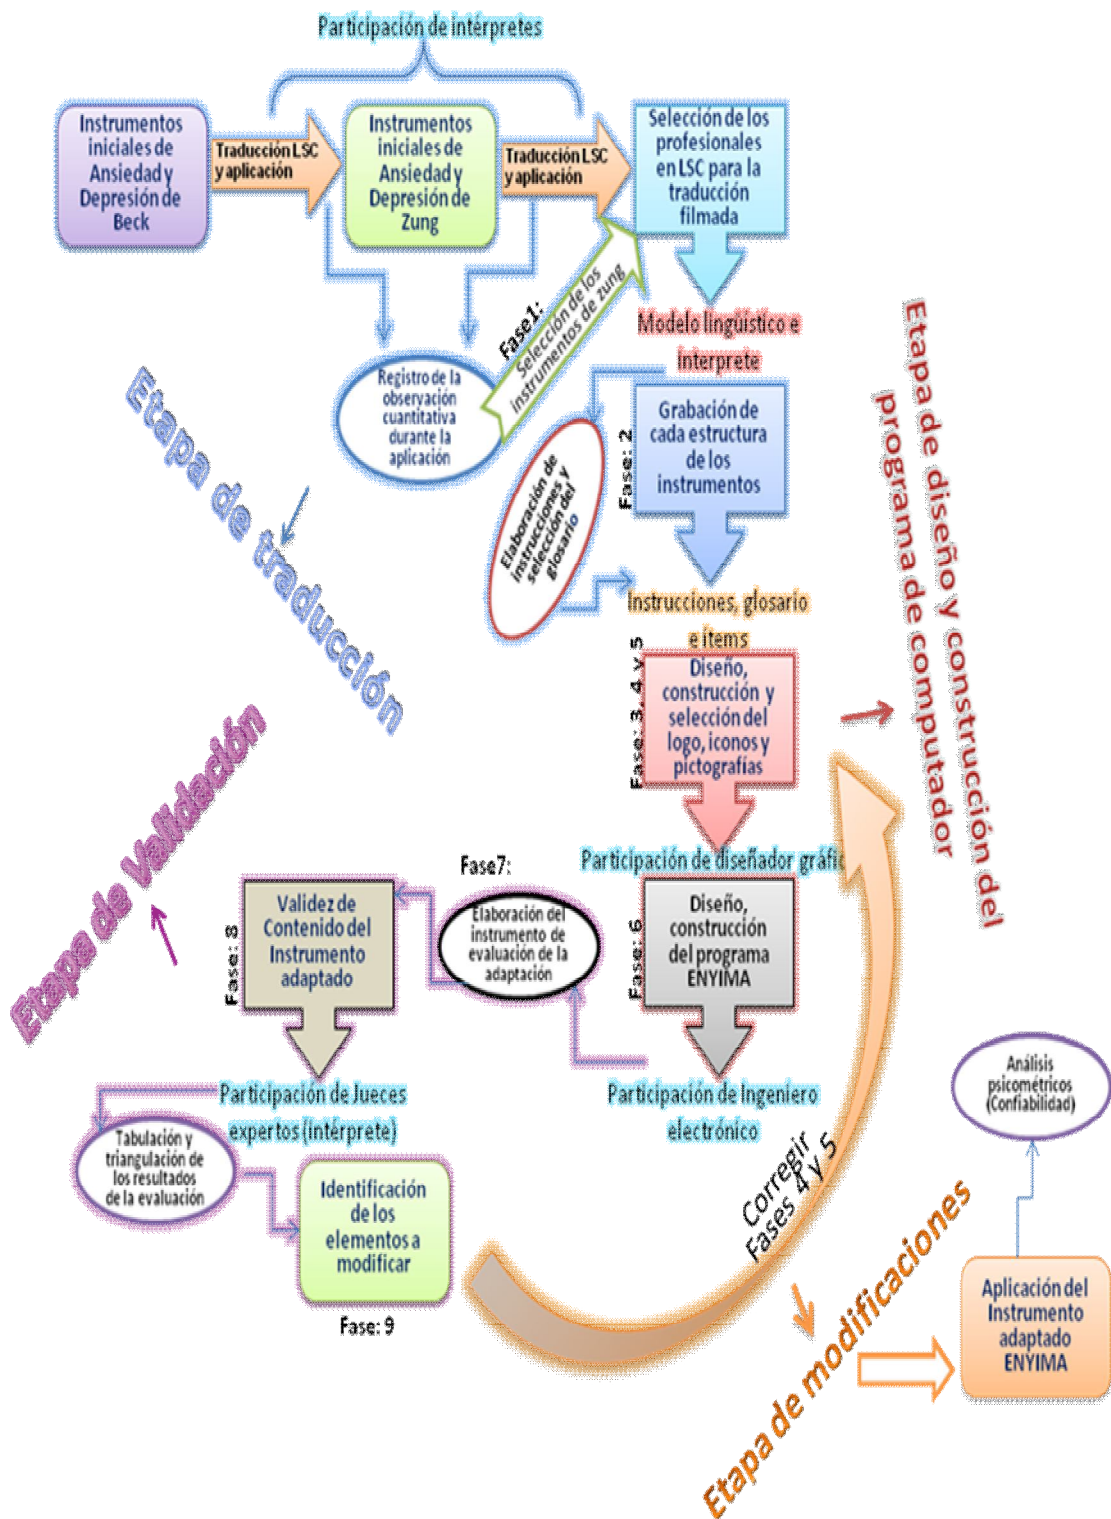 Participación de intérpretes
Instrumentos
iniciales de
Ansiedad y
Depresión de
Beck
Traducción LSC
y aplicación
Instrumentos
iniciales de
Ansiedad y
Depresión de
Zung
Traducción LSC
y aplicación
Selección de los
profesionales
en LSC para la
traducción
filmada
Fase1:
Selección de los
instrumentos de zung
Modelo lingüístico e
interprete
Registro de la
observación
cuantitativa
durante la
aplicación
Fase: 2
Grabación de
cada estructura
de los
instrumentos
Elaboración de
instrucciones y
selección del
glosario
Instrucciones, glosario
e ítems
Etapa de traducción
Etapa de diseño y construcción del
programa de computador
Fase: 3, 4 y 5
Diseño,
construcción y
selección del
logo, iconos y
pictografías
Participación de diseñador gráfic
Etapa de Validación
Fase: 6
Diseño,
construcción
del programa
ENYIMA
Participación de Ingeniero
electrónico
Fase7:
Elaboración del
instrumento de
evaluación de la
adaptación
Fase: 8
Validez de
Contenido del
Instrumento
adaptado
Participación de Jueces
expertos (intérprete)
Tabulación y
triangulación de
los resultados
de la evaluación
Identificación
de los
elementos a
modificar
Fase: 9
Corregir
Fases 4 y 5
Etapa de modificaciones
Aplicación del
Instrumento
adaptado
ENYIMA
Análisis
psicométricos
(Confiabilidad)